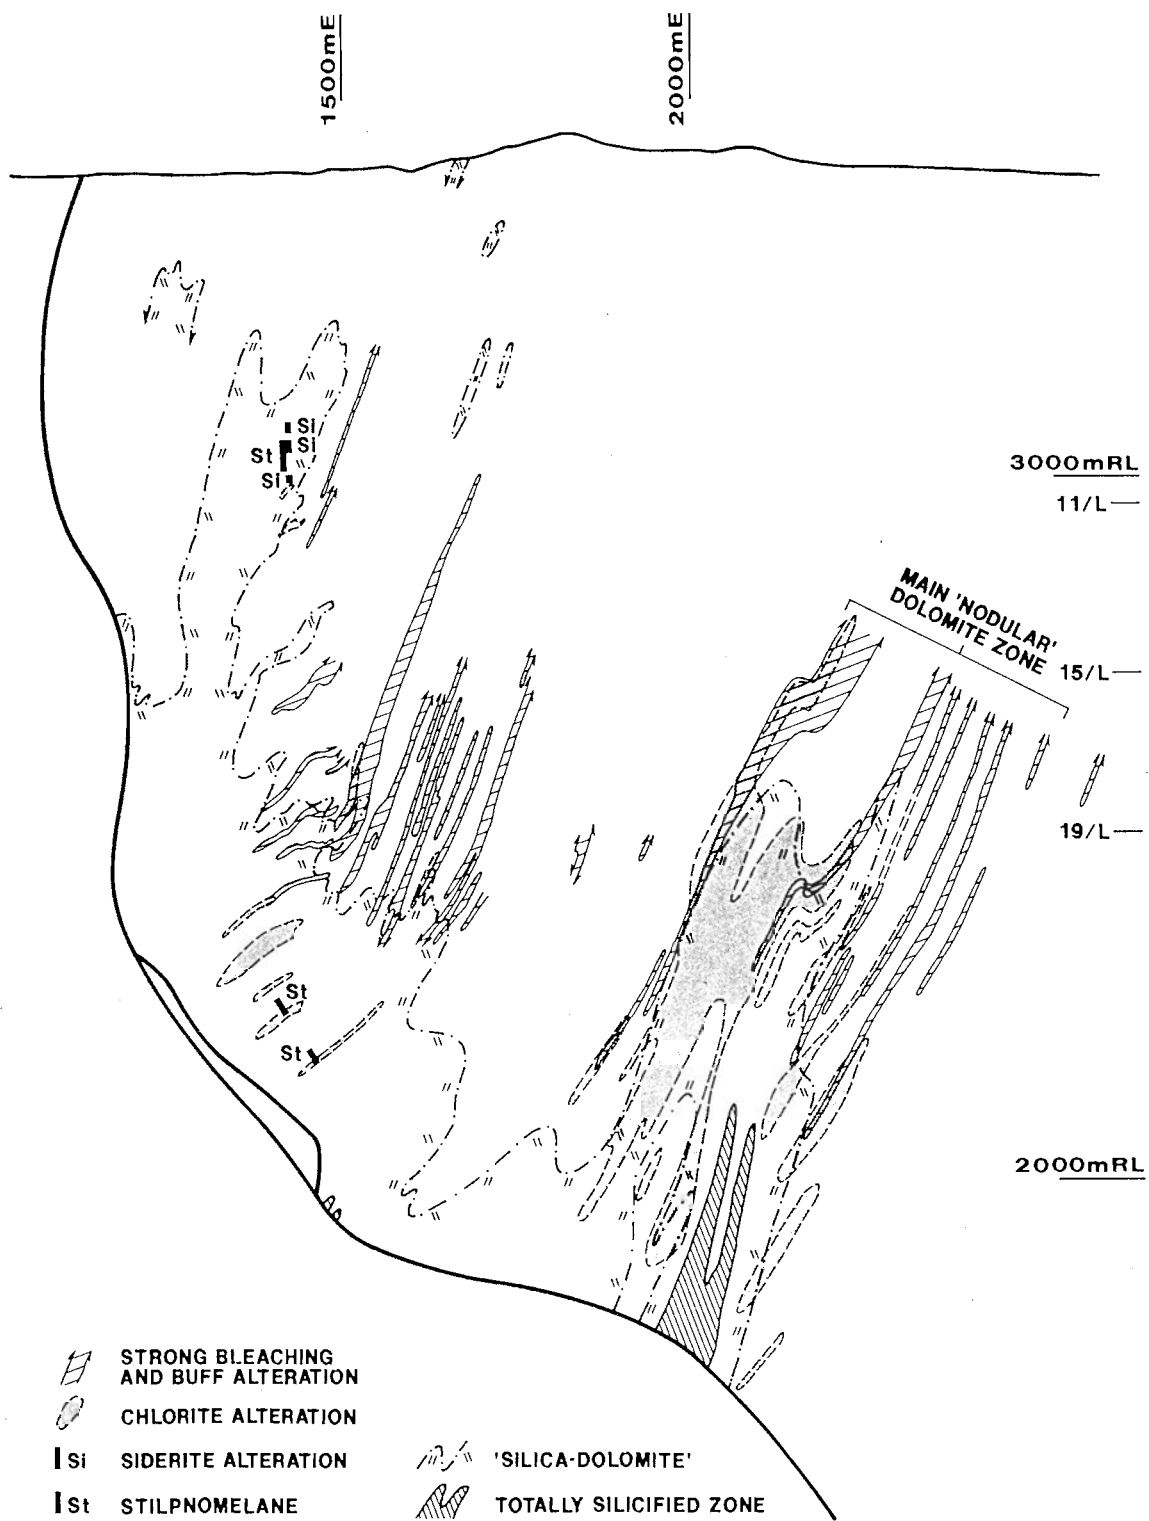 1500mE
2000mE
Si
Si
St
Si
3000mRL
11/L
MAIN 'NODULAR'
DOLOMITE ZONE
15/L
19/L
St
St
2000mRL
STRONG BLEACHING
AND BUFF ALTERATION
CHLORITE ALTERATION
Si SIDERITE ALTERATION
'SILICA-DOLOMITE'
St STILPNOMELANE
TOTALLY SILICIFIED ZONE